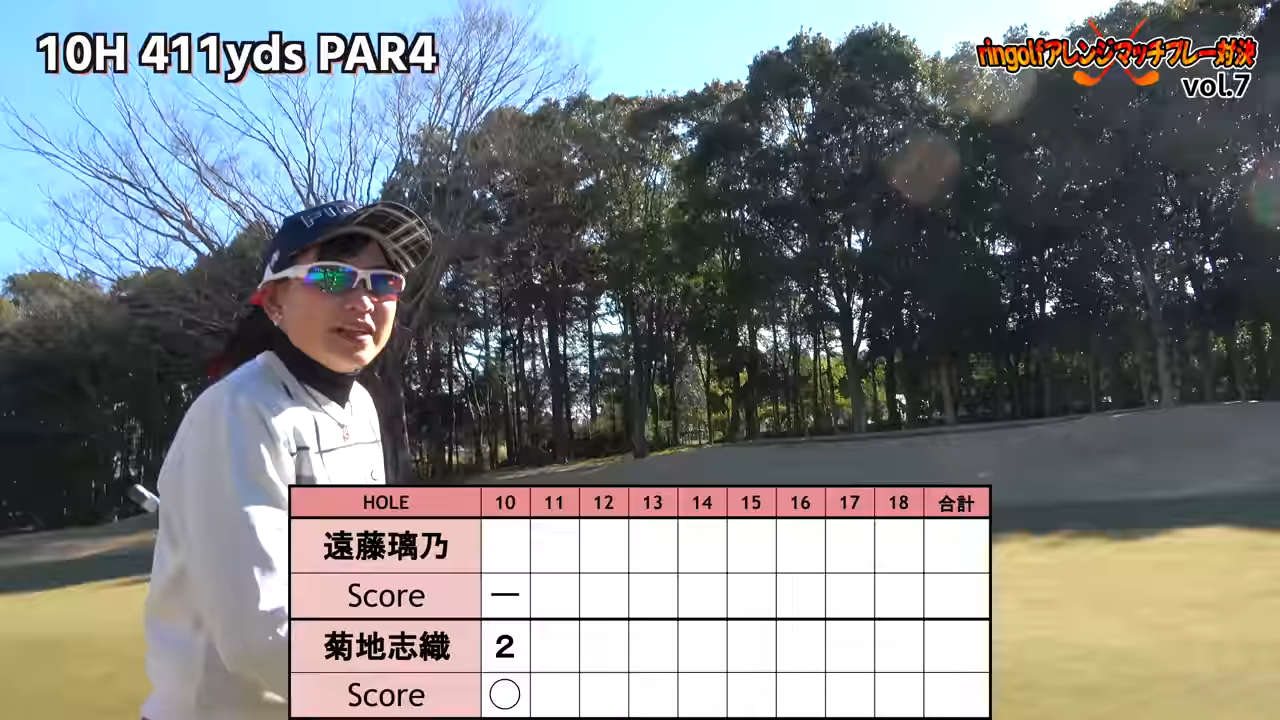 10H 411yds PAR4
ringolfアレンジマッチプレー対決
vol.7
HOLE 10 11 12 13 14 15 16 17 18 合計
遠藤璃乃
Score —
菊地志織 2
Score ○